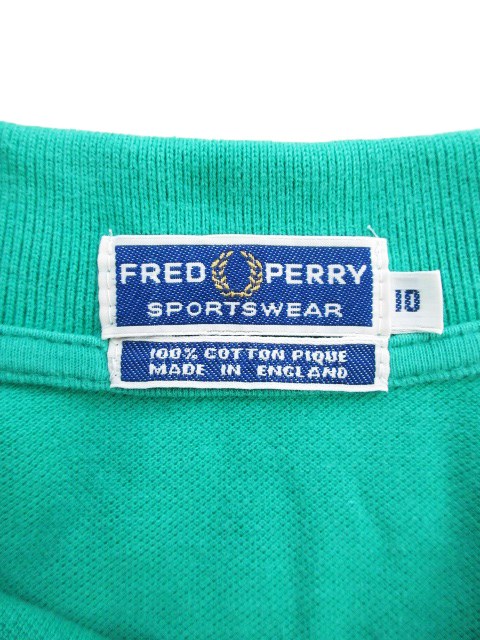 FRED PERRY
SPORTSWEAR
10
100% COTTON PIQUE
MADE IN ENGLAND